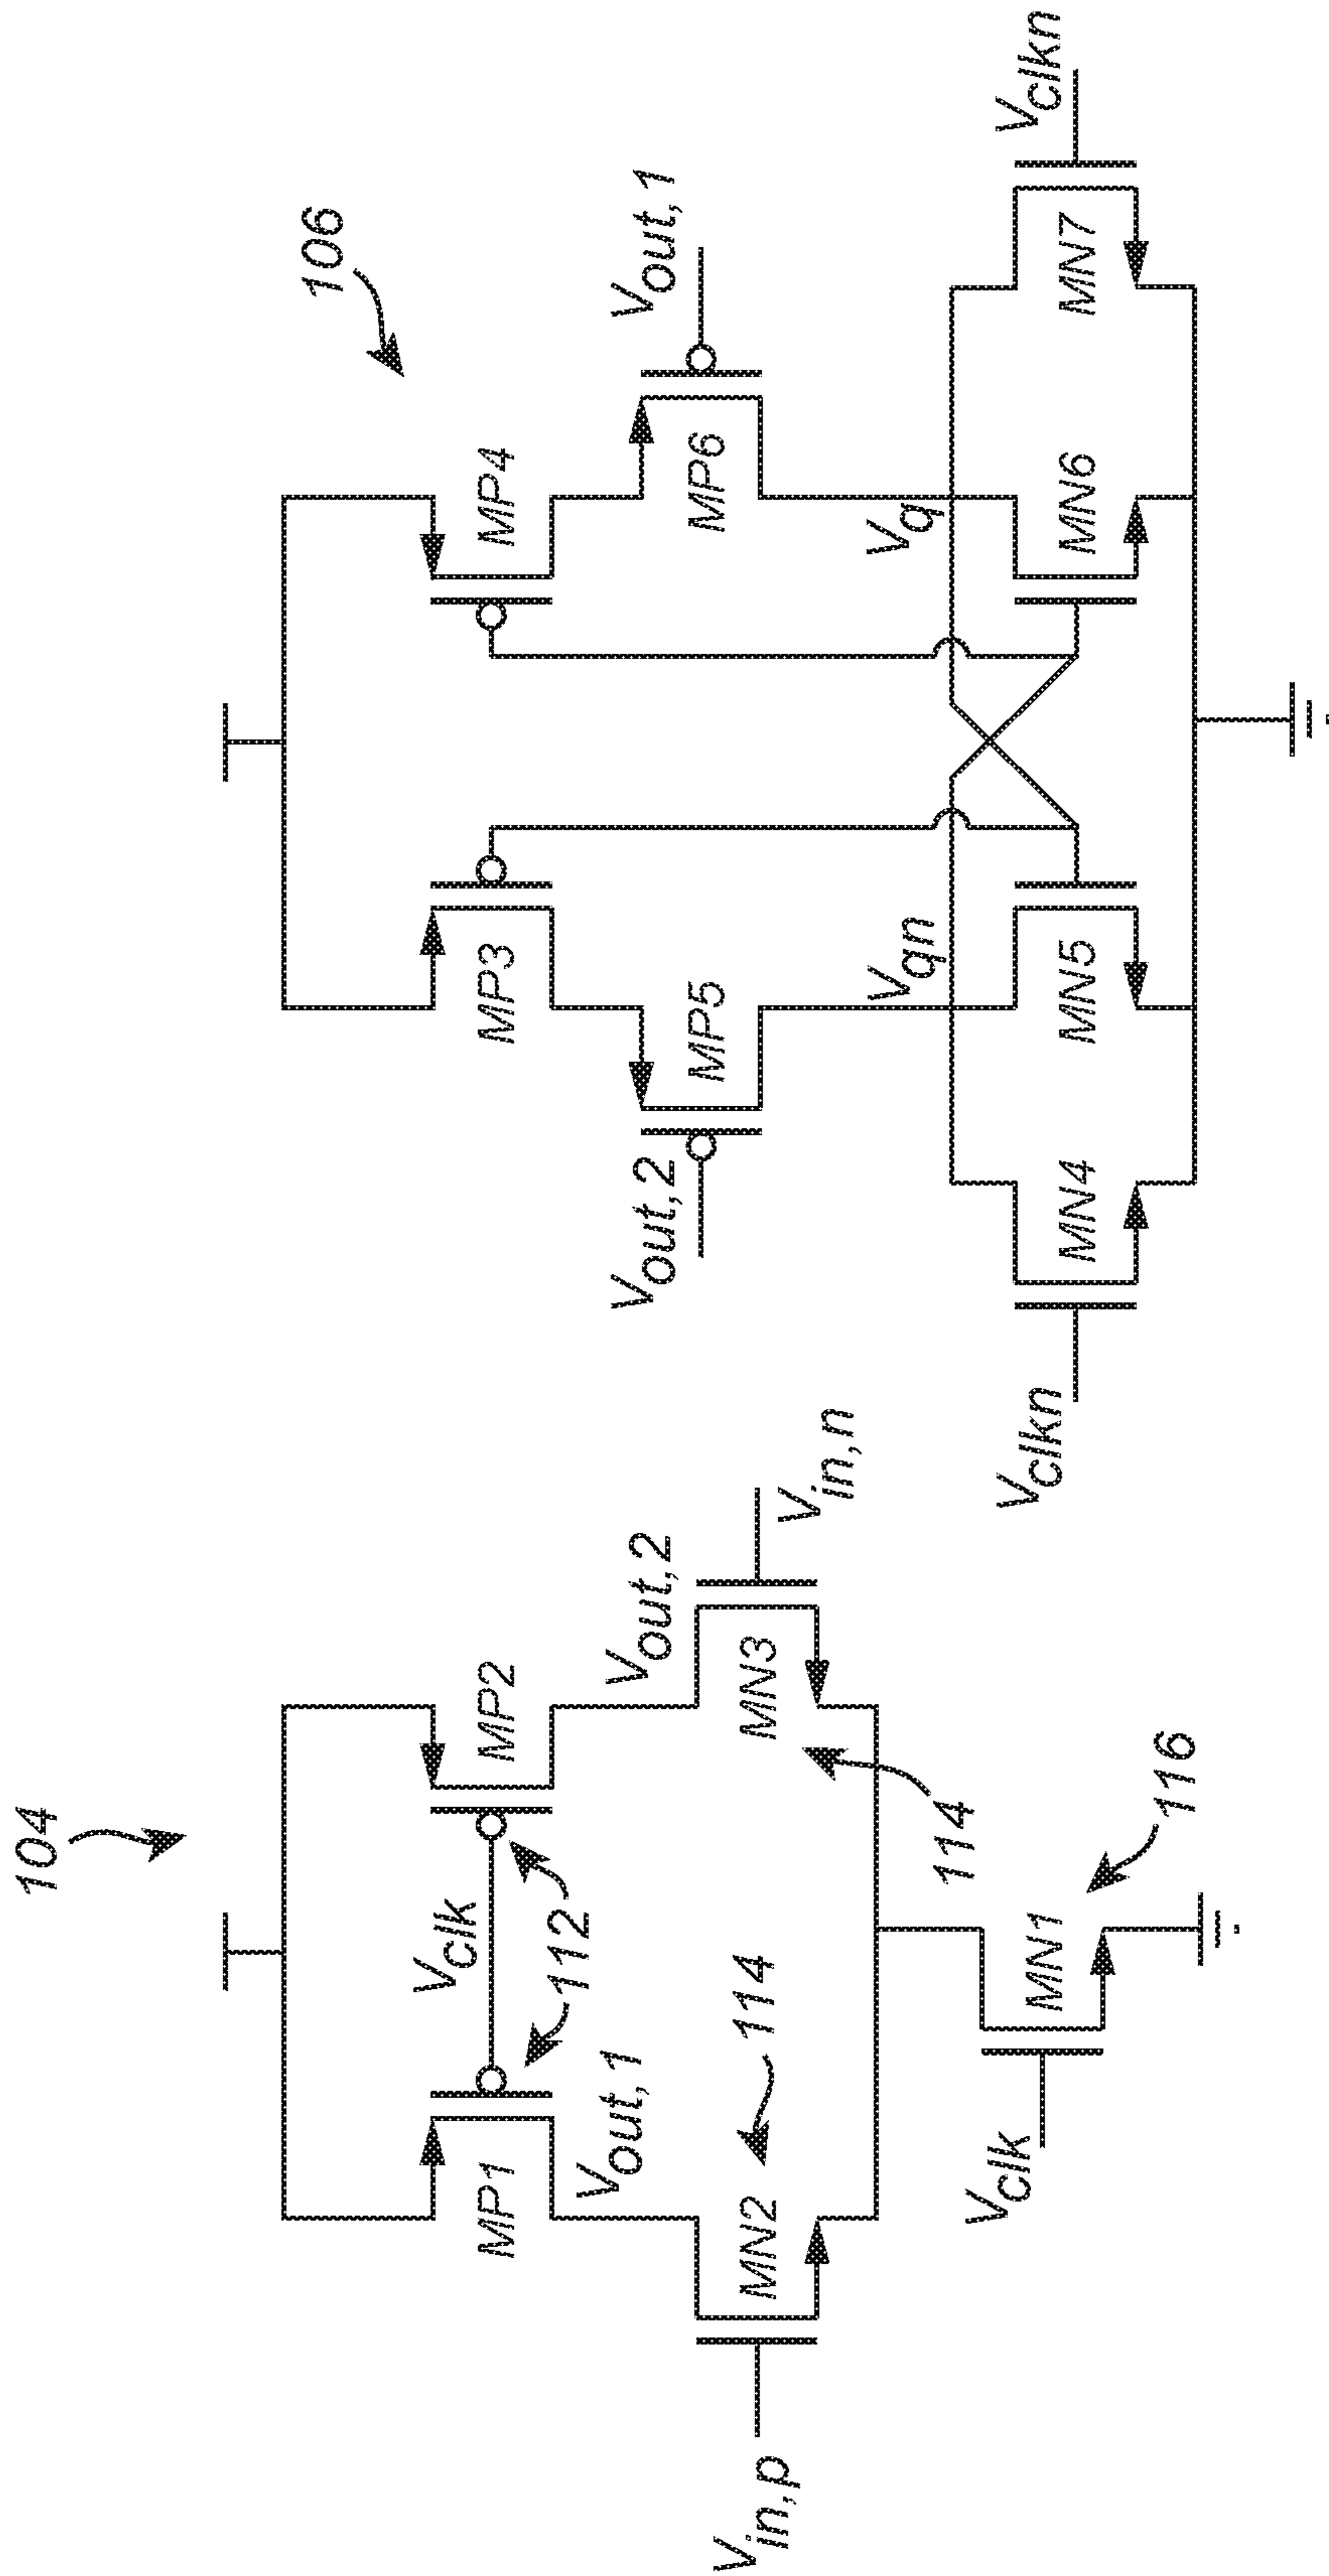 104
106
V_clk
MP1
MP2
112
V_out,1
V_out,2
V_in,p
MN2
114
MN3
V_in,n
114
V_clk
MN1
116
MP3
MP4
V_out,2
MP5
MP6
V_out,1
V_qn
V_q
V_clkn
MN4
MN5
MN6
MN7
V_clkn